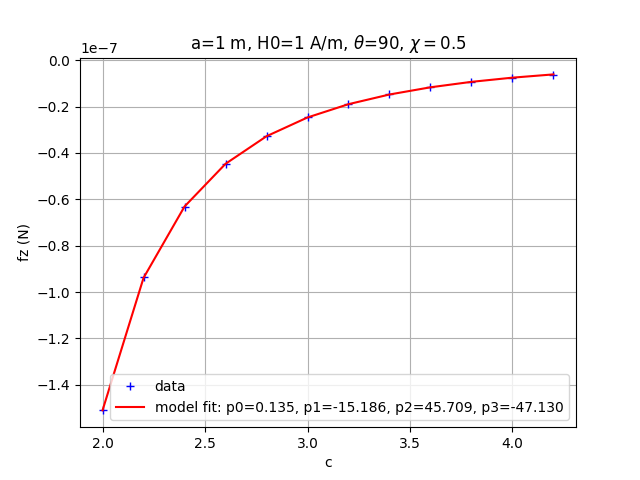 a=1 m, H0=1 A/m, θ=90, χ = 0.5
1e−7
0.0
−0.2
−0.4
−0.6
−0.8
−1.0
−1.2
−1.4
fz (N)
data
model fit: p0=0.135, p1=-15.186, p2=45.709, p3=-47.130
2.0 2.5 3.0 3.5 4.0
c